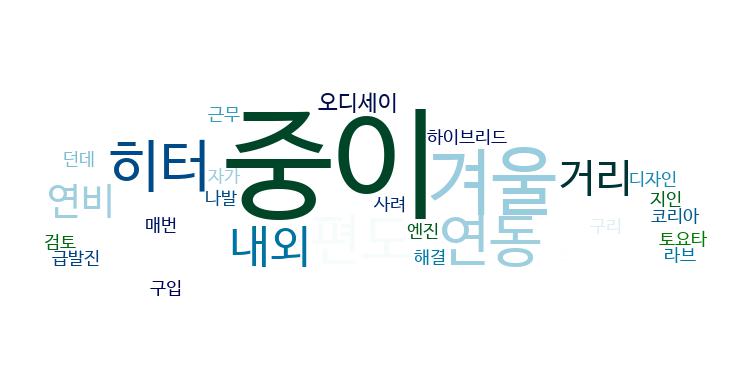 오디세이
근무
중이
하이브리드
던데
히터
자가
겨울
거리
디자인
연비
나발
사려
지인
코리아
매번
편도
엔진
연동
구리
검토
내외
토요타
급발진
해결
라브
구입